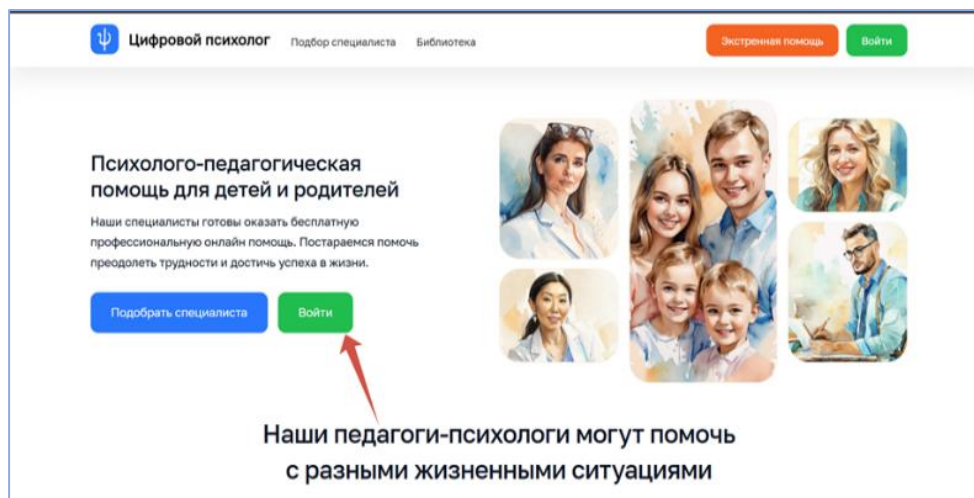 Цифровой психолог
Подбор специалиста
Библиотека
Экстренная помощь
Войти
Психолого-педагогическая
помощь для детей и родителей
Наши специалисты готовы оказать бесплатную
профессиональную онлайн помощь. Постараемся помочь
преодолеть трудности и достичь успеха в жизни.
Подобрать специалиста
Войти
Наши педагоги-психологи могут помочь
с разными жизненными ситуациями